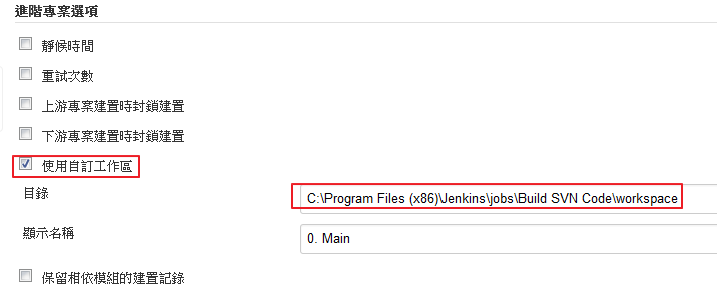 進階專案選項
靜候時間
重試次數
上游專案建置時封鎖建置
下游專案建置時封鎖建置
使用自訂工作區
目錄
C:\Program Files (x86)\Jenkins\jobs\Build SVN Code\workspace
顯示名稱
0. Main
保留相依模組的建置記錄